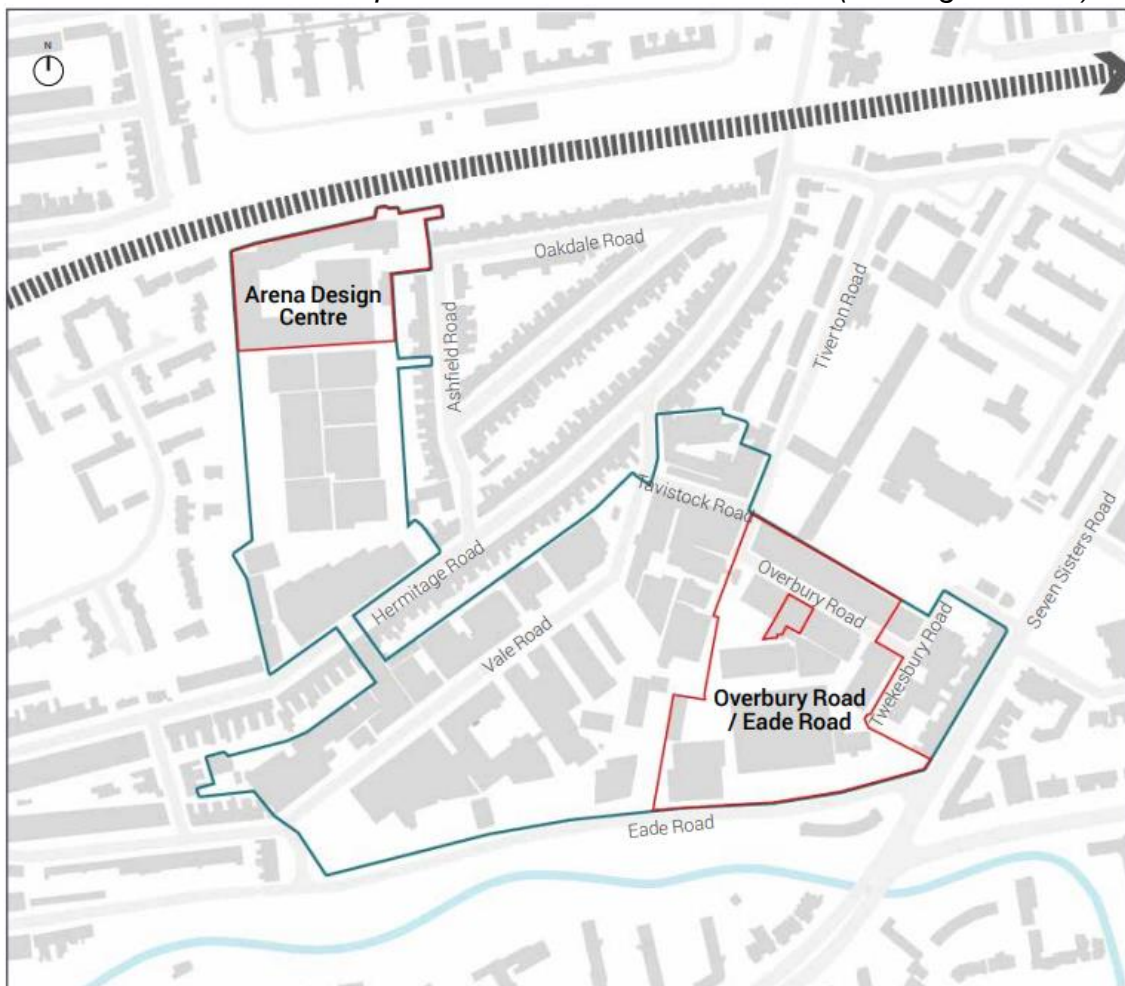 N
Oakdale Road
Arena Design
Centre
Ashfield Road
Tiverton Road
Tavistock Road
Seven Sisters Road
Hermitage Road
Overbury Road
Vale Road
Twekesbury Road
Overbury Road
/ Eade Road
Eade Road